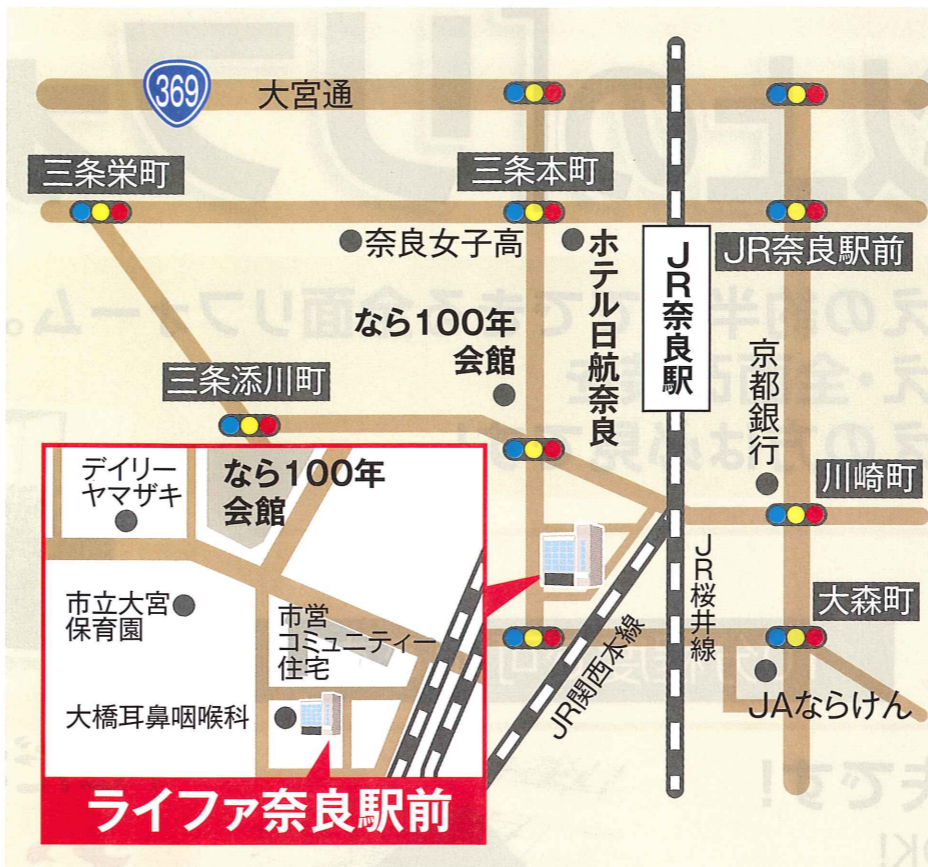 369
大宮通
三条栄町
三条本町
JR奈良駅前
奈良女子高
ホテル日航奈良
JR奈良駅
なら100年
会館
三条添川町
京都銀行
川崎町
JR桜井線
大森町
JR関西本線
JAならけん
デイリー
ヤマザキ
なら100年
会館
市立大宮
保育園
市営
コミュニティー
住宅
大橋耳鼻咽喉科
ライファ奈良駅前